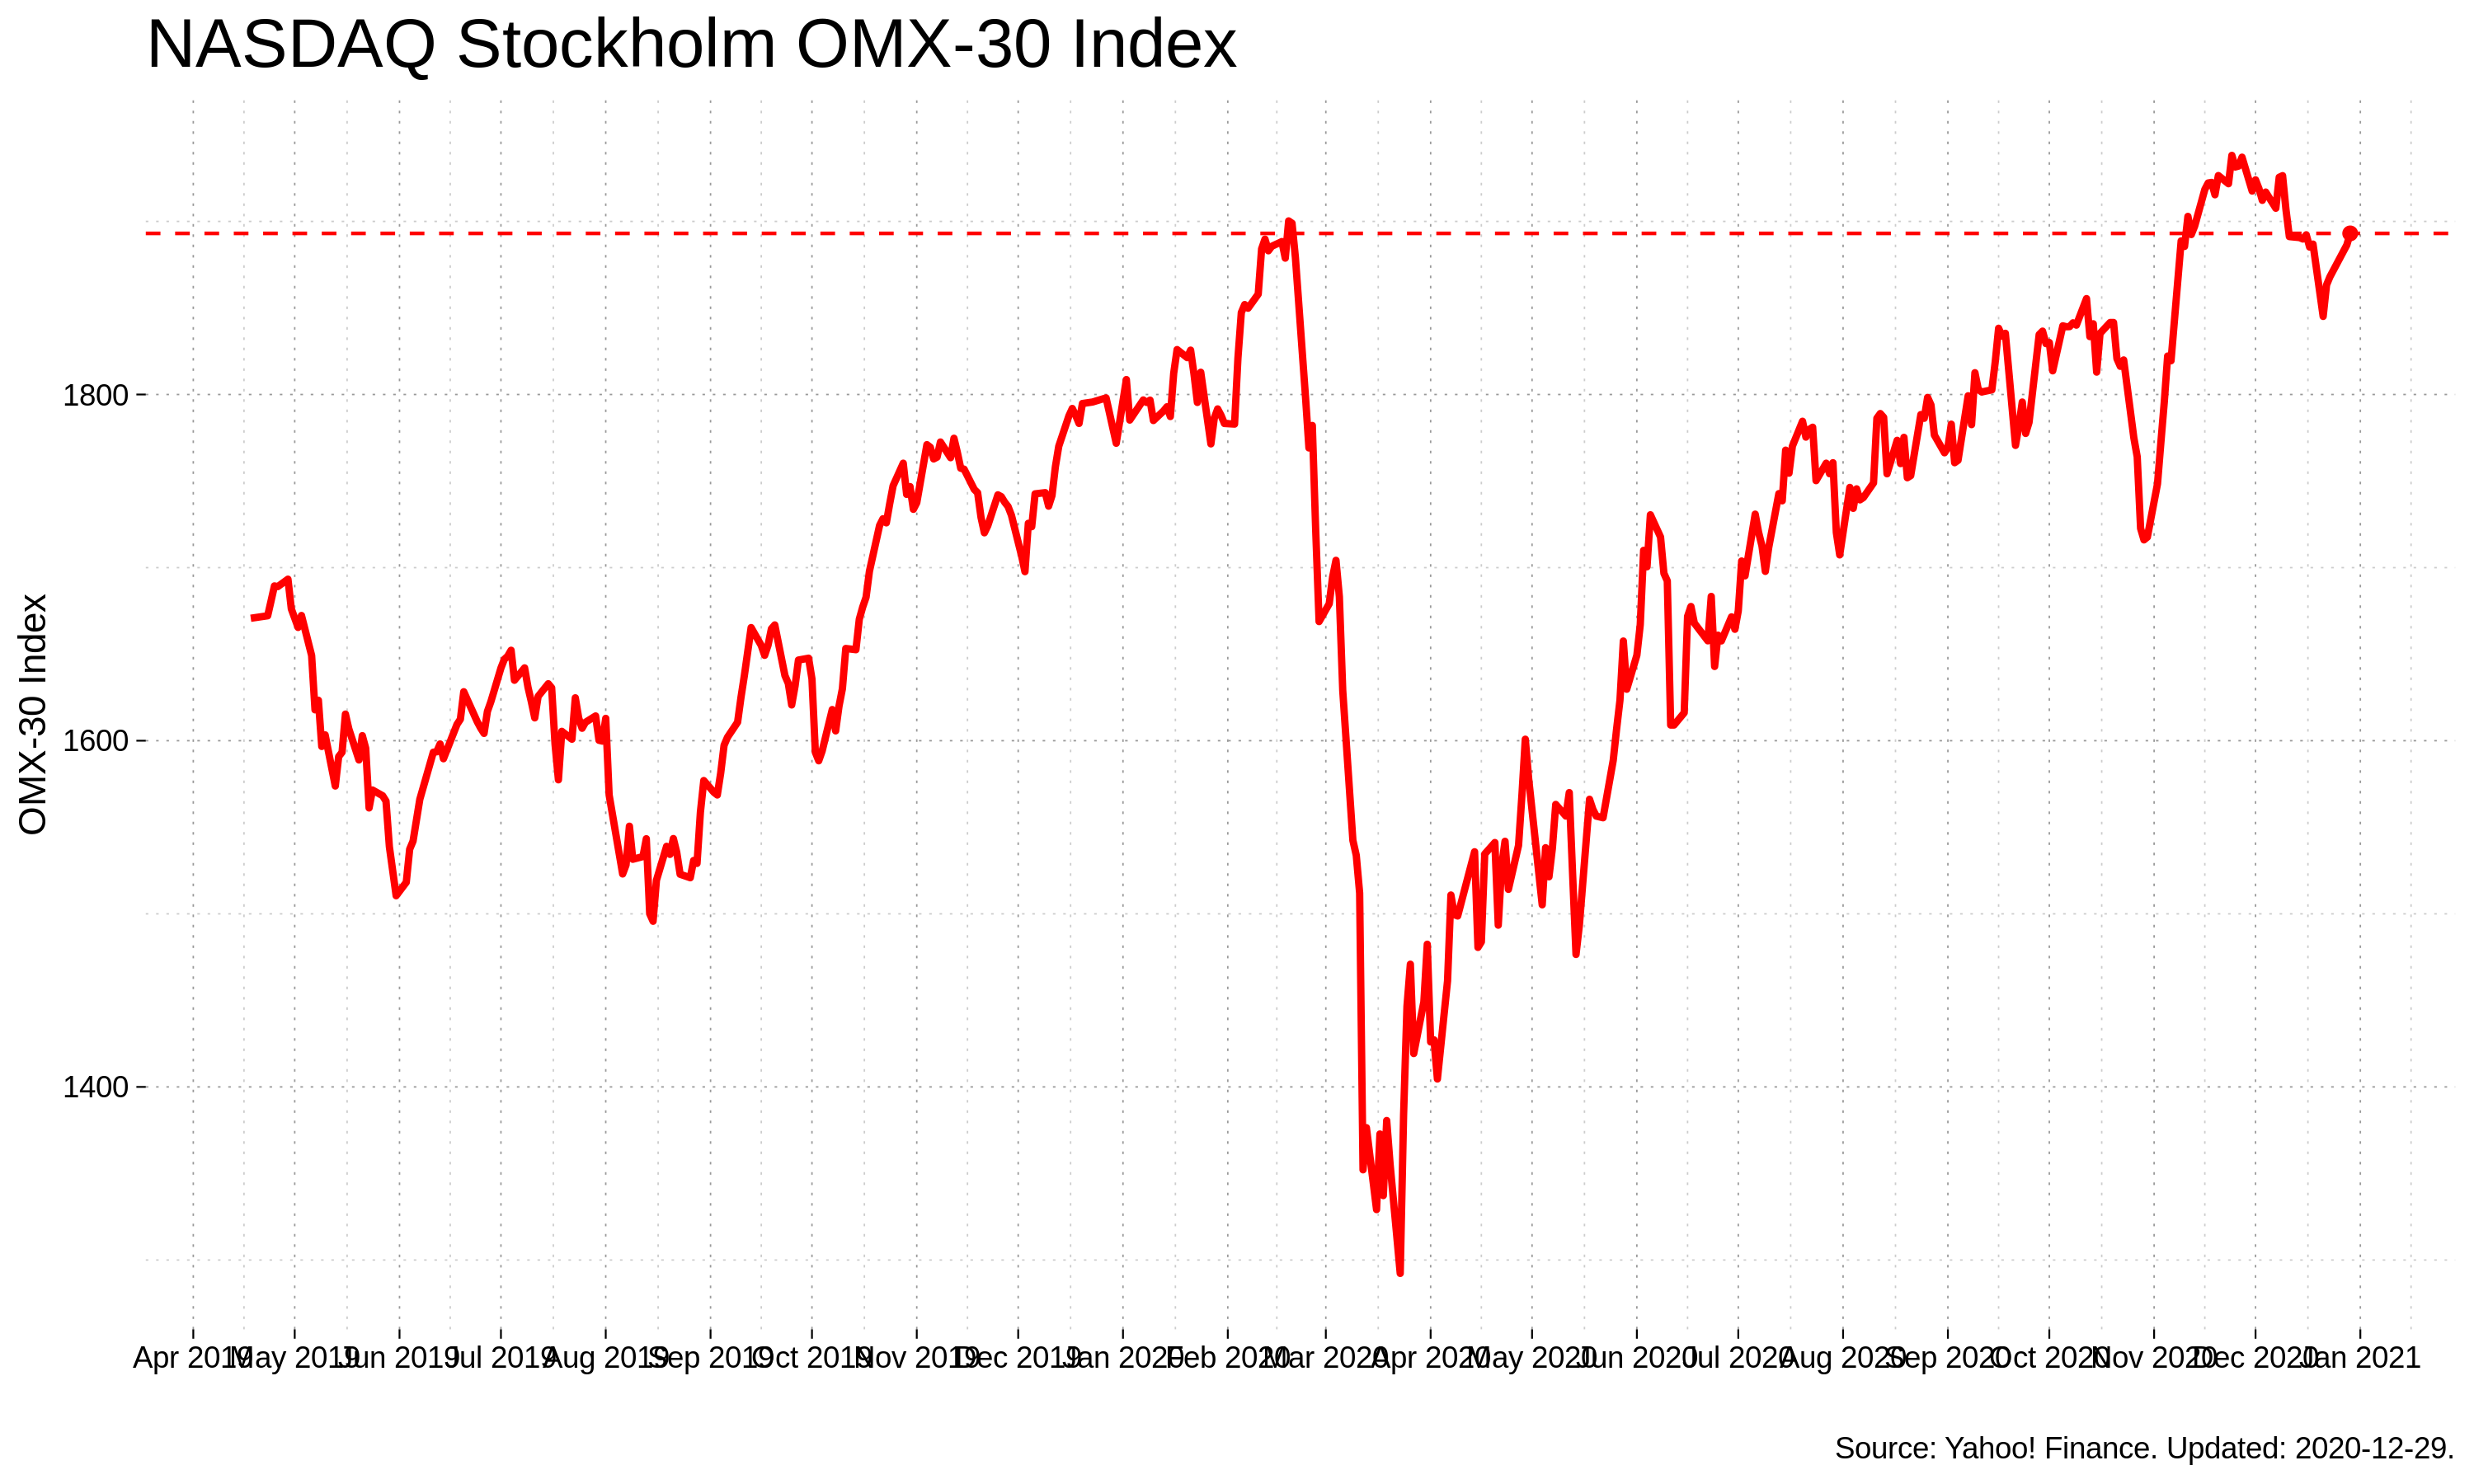 NASDAQ Stockholm OMX-30 Index
OMX-30 Index
1800
1600
1400
Apr 2019 May 2019 Jun 2019 Jul 2019 Aug 2019 Sep 2019 Oct 2019 Nov 2019 Dec 2019 Jan 2020 Feb 2020 Mar 2020 Apr 2020 May 2020 Jun 2020 Jul 2020 Aug 2020 Sep 2020 Oct 2020 Nov 2020 Dec 2020 Jan 2021
Source: Yahoo! Finance. Updated: 2020-12-29.